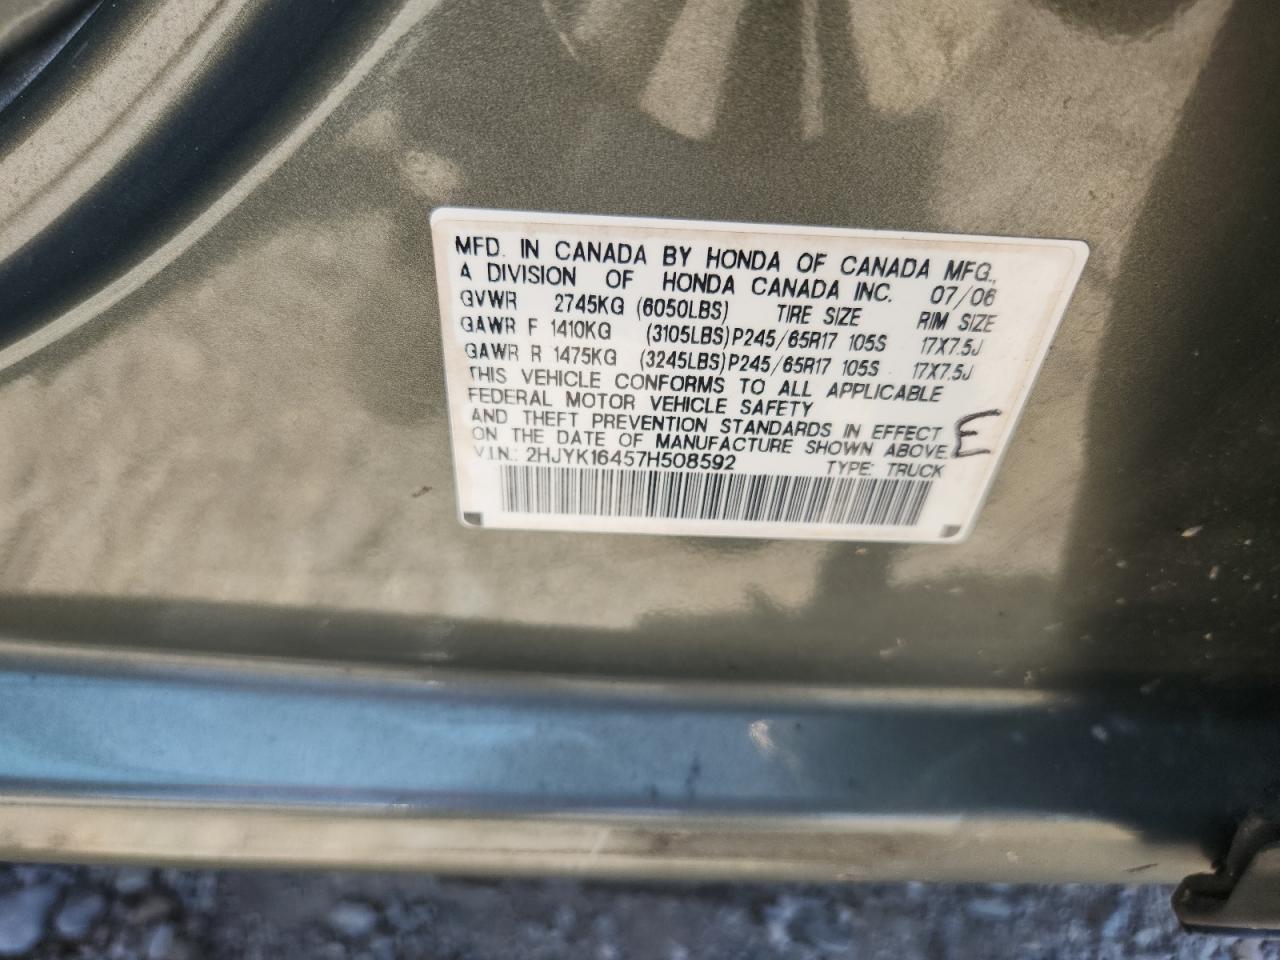 MFD. IN CANADA BY HONDA OF CANADA MFG.,
A DIVISION OF HONDA CANADA INC. 07/06
GVWR 2745KG (6050LBS) TIRE SIZE RIM SIZE
GAWR F 1410KG (3105LBS) P245/65R17 105S 17X7.5J
GAWR R 1475KG (3245LBS) P245/65R17 105S 17X7.5J
THIS VEHICLE CONFORMS TO ALL APPLICABLE
FEDERAL MOTOR VEHICLE SAFETY
AND THEFT PREVENTION STANDARDS IN EFFECT
ON THE DATE OF MANUFACTURE SHOWN ABOVE.
E
V.I.N.: 2HJYK16457H508592 TYPE: TRUCK